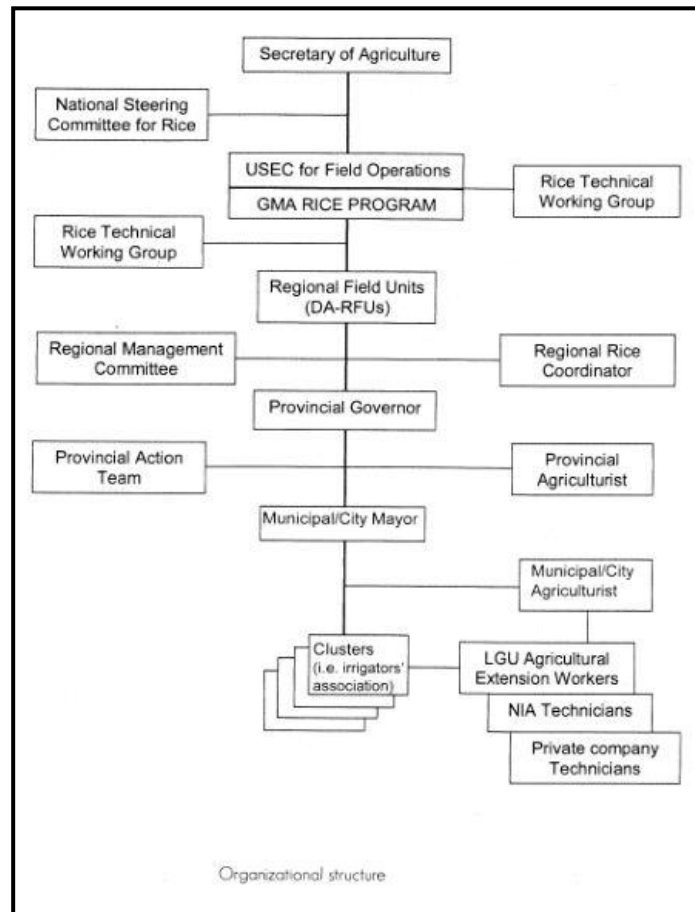 Secretary of Agriculture
National Steering
Committee for Rice
USEC for Field Operations
GMA RICE PROGRAM
Rice Technical
Working Group
Rice Technical
Working Group
Regional Field Units
(DA-RFUs)
Regional Management
Committee
Regional Rice
Coordinator
Provincial Governor
Provincial Action
Team
Provincial
Agriculturist
Municipal/City Mayor
Municipal/City
Agriculturist
Clusters
(i.e. irrigators'
association)
LGU Agricultural
Extension Workers
NIA Technicians
Private company
Technicians
Organizational structure